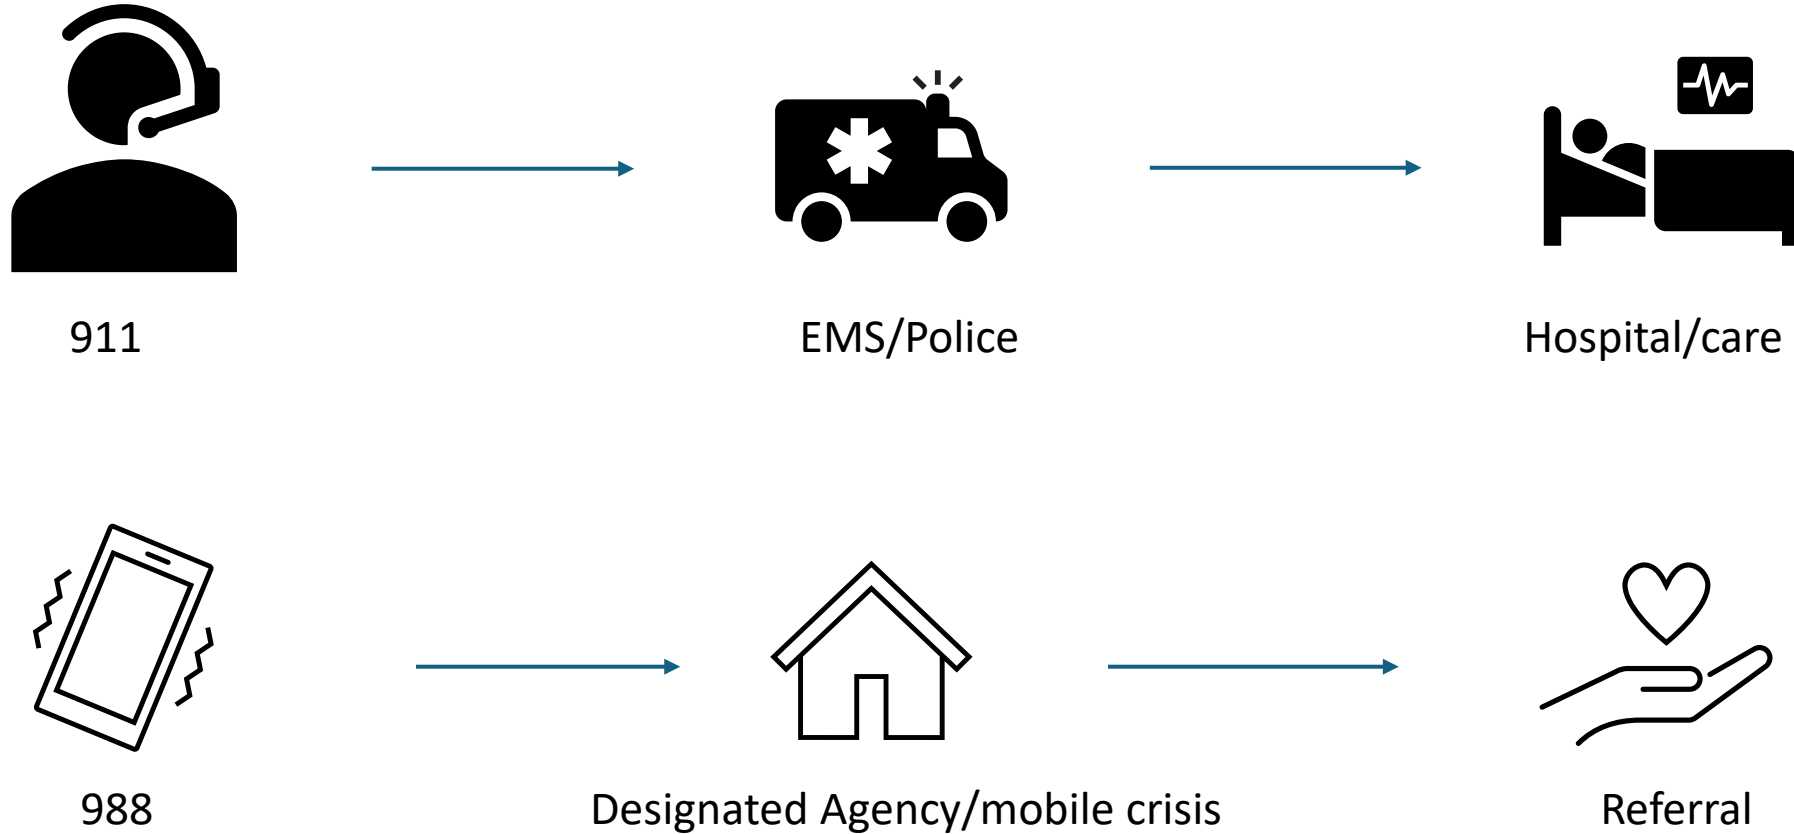 911
EMS/Police
Hospital/care
988
Designated Agency/mobile crisis
Referral